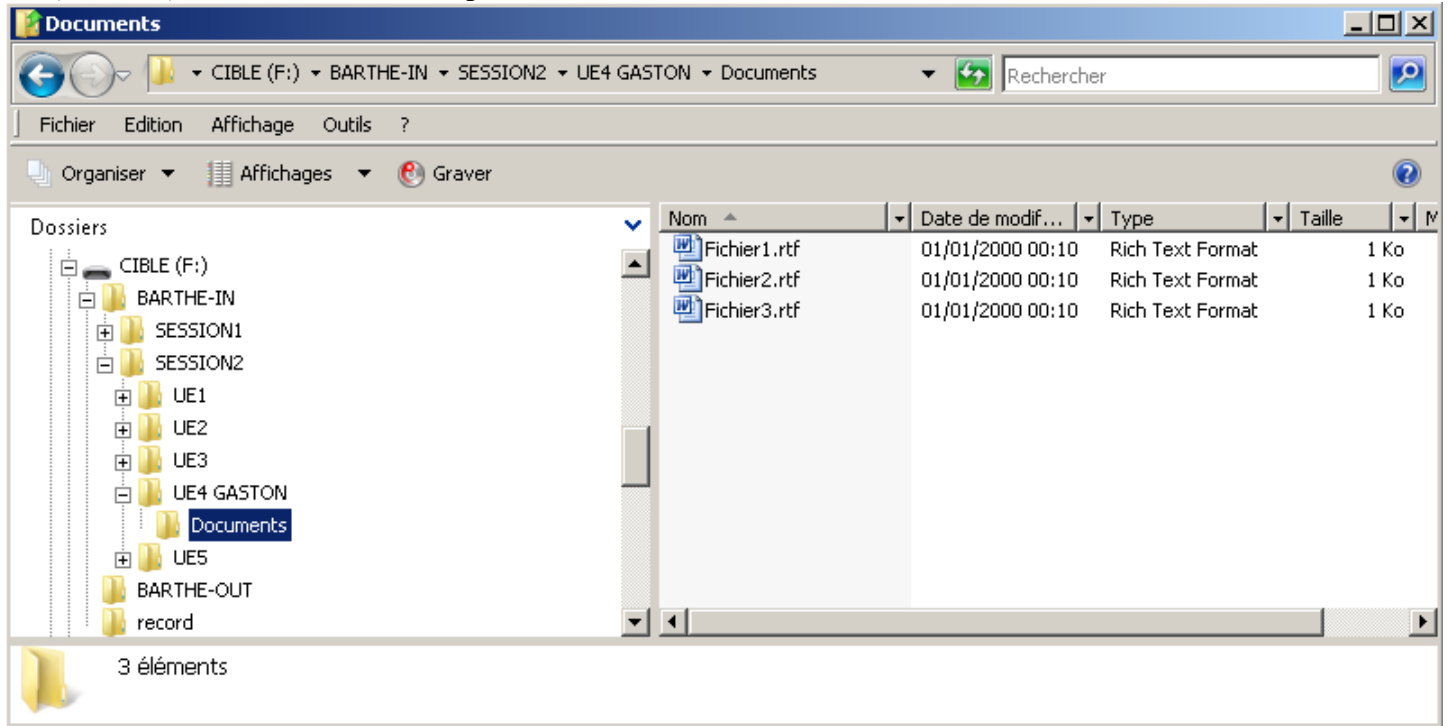 Documents
CIBLE (F:) BARTHE-IN SESSION2 UE4 GASTON Documents Rechercher
Fichier Edition Affichage Outils ?
Organiser Affichages Graver
Dossiers
CIBLE (F:)
BARTHE-IN
SESSION1
SESSION2
UE1
UE2
UE3
UE4 GASTON
Documents
UE5
BARTHE-OUT
record
Nom Date de modif... Type Taille
Fichier1.rtf 01/01/2000 00:10 Rich Text Format 1 Ko
Fichier2.rtf 01/01/2000 00:10 Rich Text Format 1 Ko
Fichier3.rtf 01/01/2000 00:10 Rich Text Format 1 Ko
3 éléments